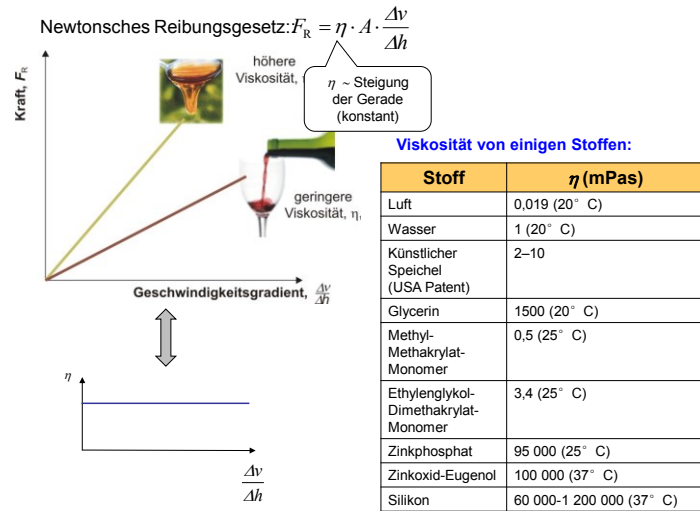 Newtonsches Reibungsgesetz: F_R = η · A · Δv/Δh
Kraft, F_R
höhere
Viskosität,
η ~ Steigung
der Gerade
(konstant)
geringere
Viskosität, η
Geschwindigkeitsgradient, Δv/Δh
η
Δv
Δh
Viskosität von einigen Stoffen:
Stoff η (mPas)
Luft 0,019 (20° C)
Wasser 1 (20° C)
Künstlicher
Speichel
(USA Patent) 2–10
Glycerin 1500 (20° C)
Methyl-
Methakrylat-
Monomer 0,5 (25° C)
Ethylenglykol-
Dimethakrylat-
Monomer 3,4 (25° C)
Zinkphosphat 95 000 (25° C)
Zinkoxid-Eugenol 100 000 (37° C)
Silikon 60 000-1 200 000 (37° C)